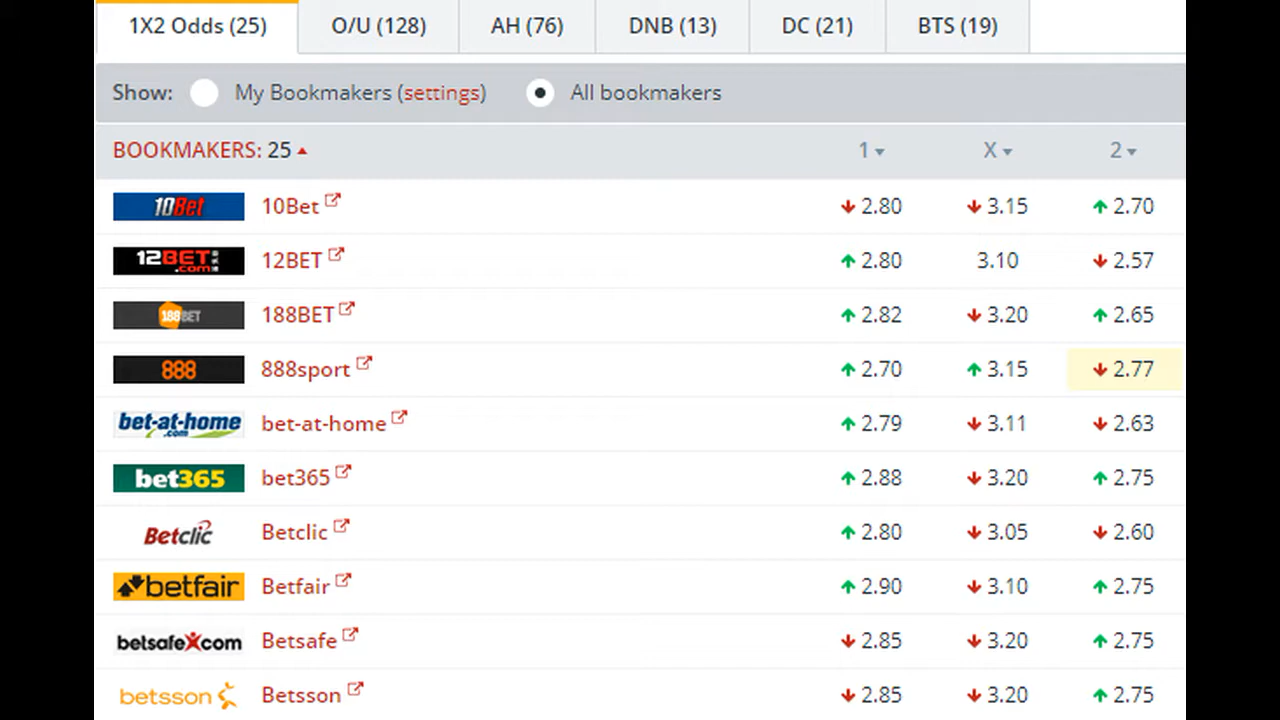 1X2 Odds (25) O/U (128) AH (76) DNB (13) DC (21) BTS (19)
Show: My Bookmakers (settings) All bookmakers
BOOKMAKERS: 25 1 X 2
10Bet 10Bet 2.80 3.15 2.70
12BET .com 12BET 2.80 3.10 2.57
188BET 188BET 2.82 3.20 2.65
888 888sport 2.70 3.15 2.77
bet-at-home .com bet-at-home 2.79 3.11 2.63
bet365 bet365 2.88 3.20 2.75
Betclic Betclic 2.80 3.05 2.60
betfair Betfair 2.90 3.10 2.75
betsafe com Betsafe 2.85 3.20 2.75
betsson Betsson 2.85 3.20 2.75